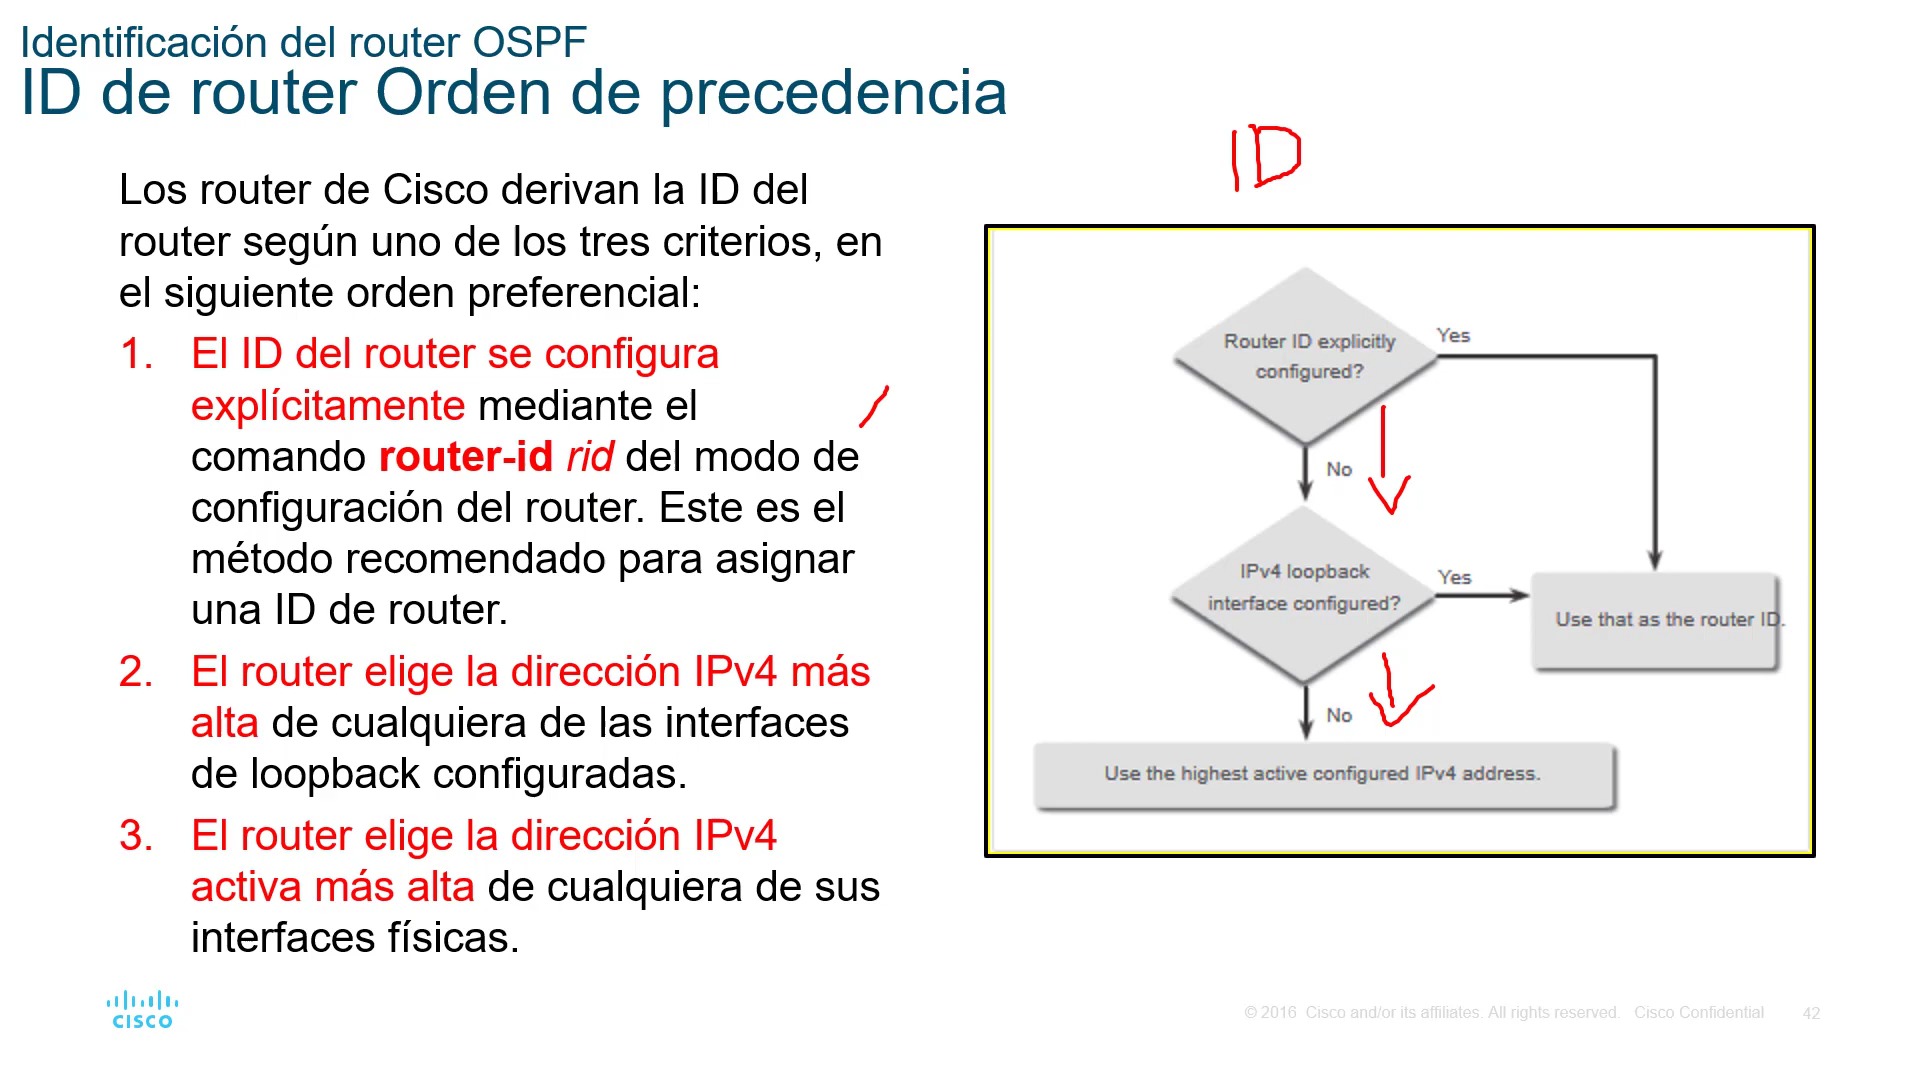 Identificación del router OSPF
ID de router Orden de precedencia
Los router de Cisco derivan la ID del
router según uno de los tres criterios, en
el siguiente orden preferencial:
1. El ID del router se configura
explícitamente mediante el
comando router-id rid del modo de
configuración del router. Este es el
método recomendado para asignar
una ID de router.
2. El router elige la dirección IPv4 más
alta de cualquiera de las interfaces
de loopback configuradas.
3. El router elige la dirección IPv4
activa más alta de cualquiera de sus
interfaces físicas.
ID
Router ID explicitly
configured?
Yes
No
IPv4 loopback
interface configured?
Yes
Use that as the router ID.
No
Use the highest active configured IPv4 address.
CISCO
© 2016 Cisco and/or its affiliates. All rights reserved. Cisco Confidential 42